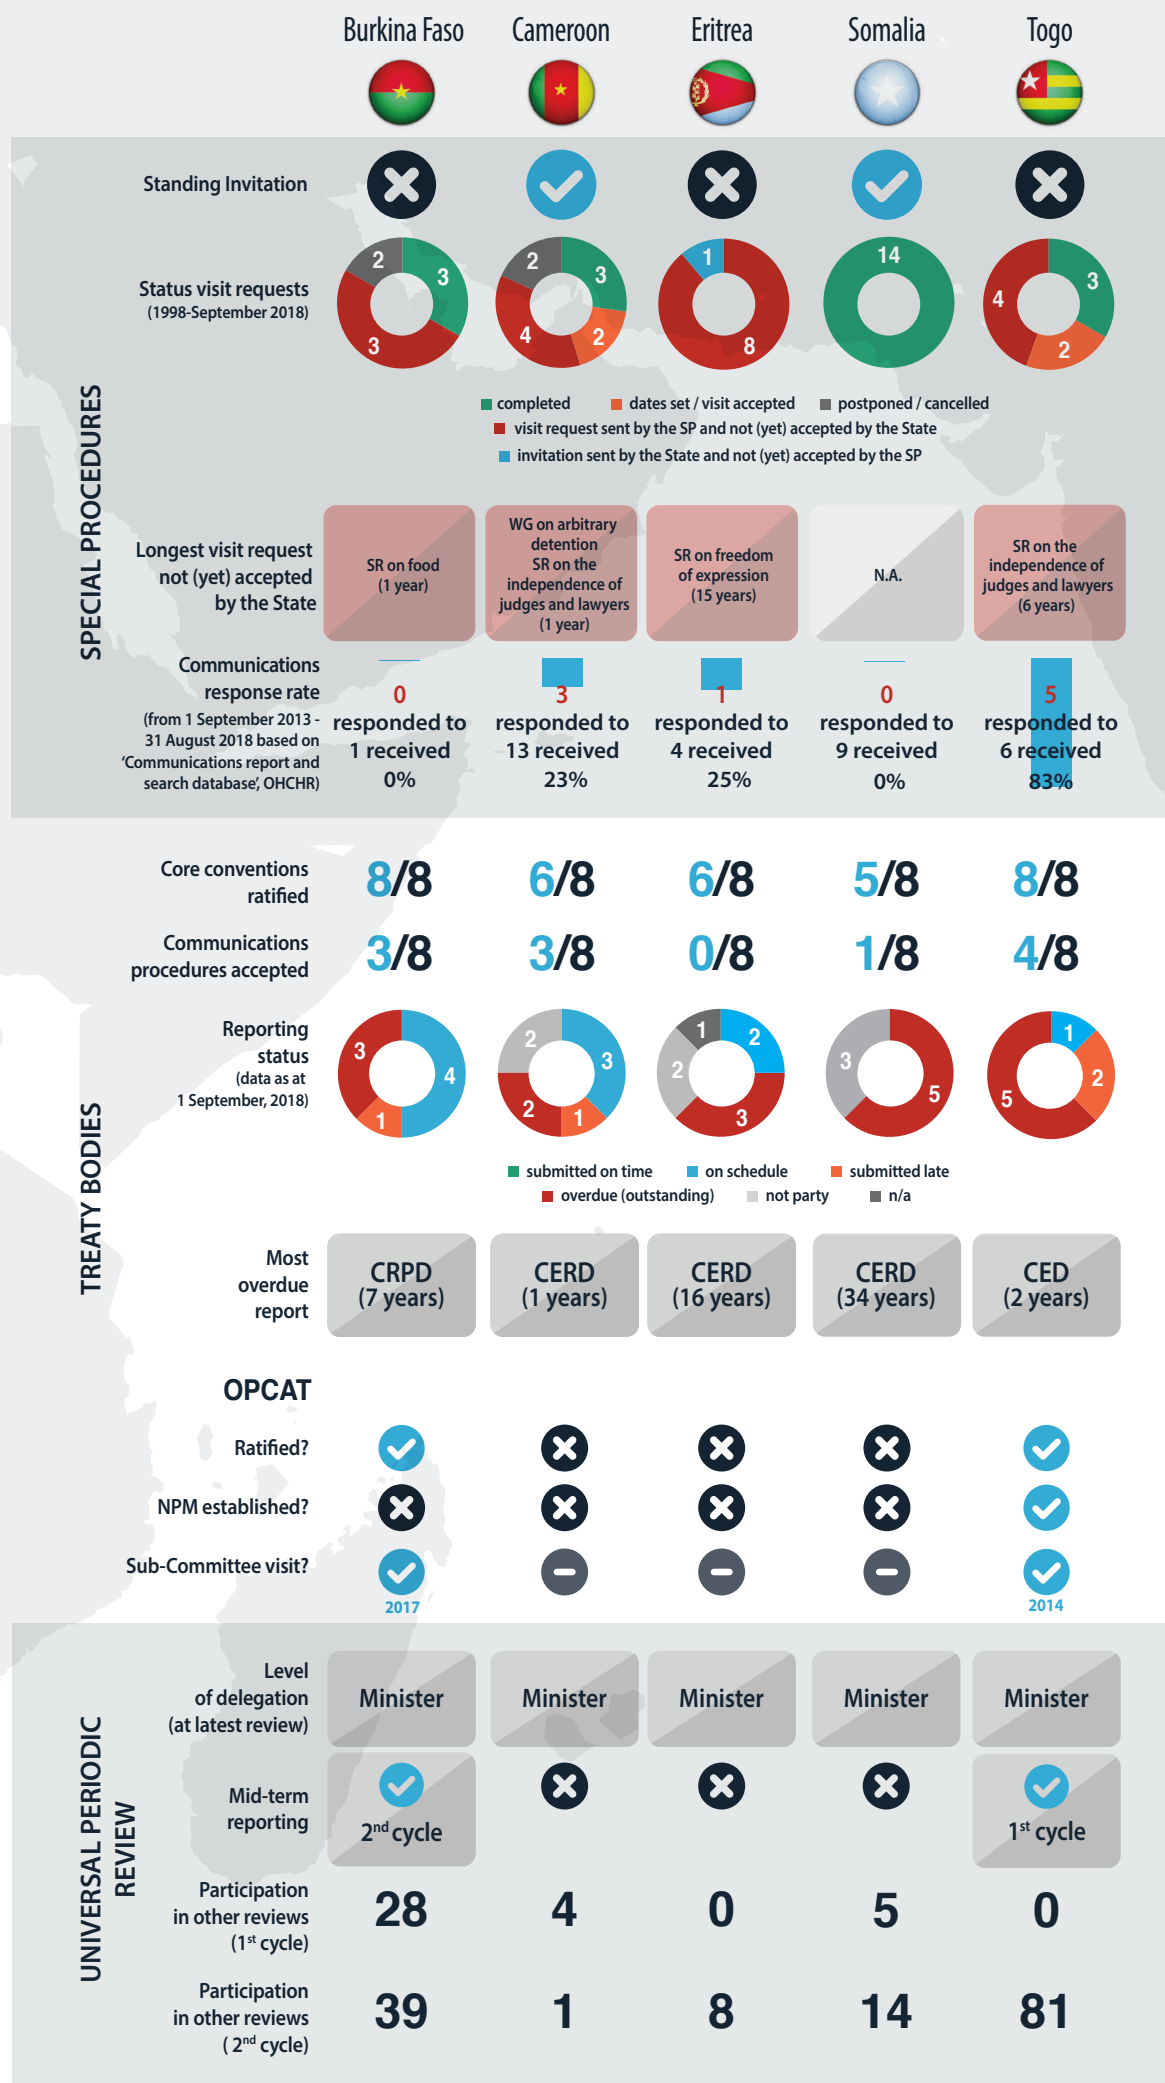 Burkina Faso
Cameroon
Eritrea
Somalia
Togo
SPECIAL PROCEDURES
Standing Invitation
Status visit requests
(1998-September 2018)
2
3
3
2
3
4
2
1
8
14
4
3
2
completed
dates set / visit accepted
postponed / cancelled
visit request sent by the SP and not (yet) accepted by the State
invitation sent by the State and not (yet) accepted by the SP
Longest visit request
not (yet) accepted
by the State
SR on food
(1 year)
WG on arbitrary
detention
SR on the
independence of
judges and lawyers
(1 year)
SR on freedom
of expression
(15 years)
N.A.
SR on the
independence of
judges and lawyers
(6 years)
Communications
response rate
(from 1 September 2013 -
31 August 2018 based on
‘Communications report and
search database’, OHCHR)
0
responded to
1 received
0%
3
responded to
13 received
23%
1
responded to
4 received
25%
0
responded to
9 received
0%
5
responded to
6 received
83%
TREATY BODIES
Core conventions
ratified
8/8
6/8
6/8
5/8
8/8
Communications
procedures accepted
3/8
3/8
0/8
1/8
4/8
Reporting
status
(data as at
1 September, 2018)
3
4
1
2
3
2
1
1
2
2
3
3
5
1
2
5
submitted on time
on schedule
submitted late
overdue (outstanding)
not party
n/a
Most
overdue
report
CRPD
(7 years)
CERD
(1 years)
CERD
(16 years)
CERD
(34 years)
CED
(2 years)
OPCAT
Ratified?
NPM established?
Sub-Committee visit?
2017
2014
UNIVERSAL PERIODIC
REVIEW
Level
of delegation
(at latest review)
Minister
Minister
Minister
Minister
Minister
Mid-term
reporting
2nd cycle
1st cycle
Participation
in other reviews
(1st cycle)
28
4
0
5
0
Participation
in other reviews
( 2nd cycle)
39
1
8
14
81